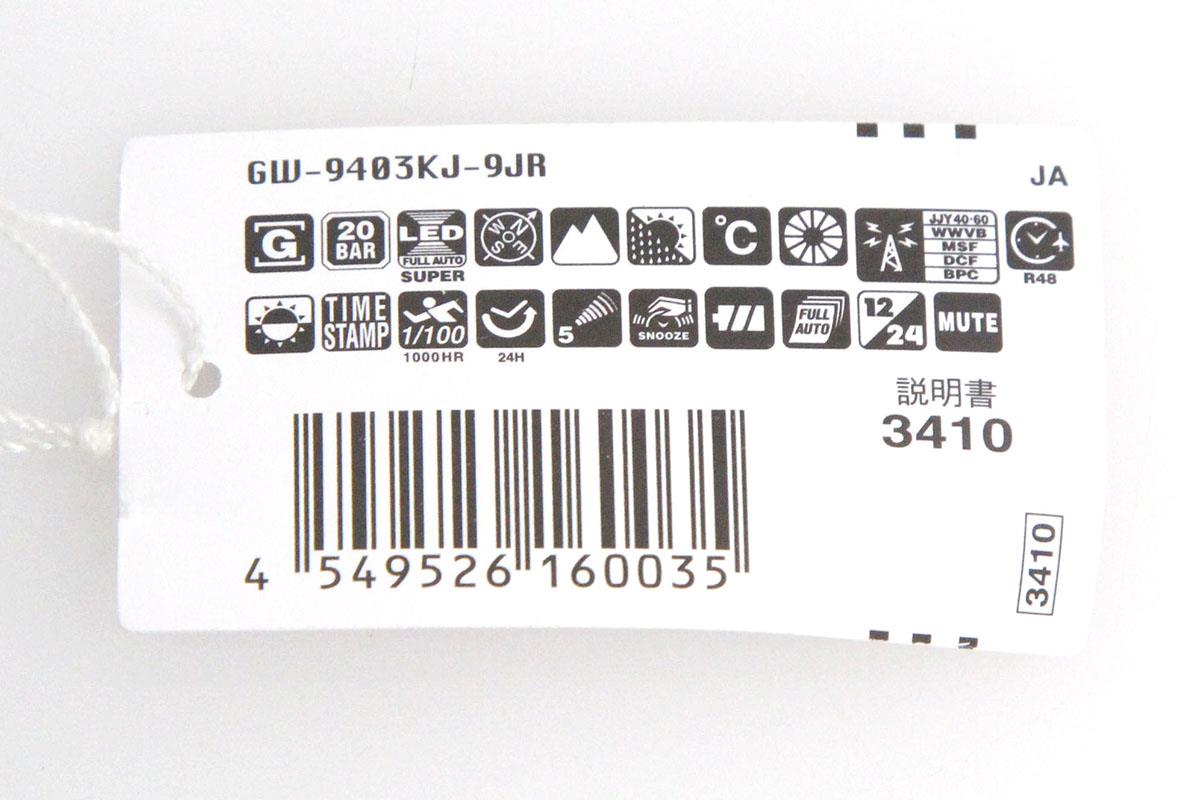 GW-9403KJ-9JR
JA
G
20
BAR
LED
FULL AUTO
SUPER
N
E
S
W
°C
JJY40·60
WWVB
MSF
DCF
BPC
R48
TIME
STAMP
1/100
1000HR
24H
5
SNOOZE
FULL
AUTO
12/24
MUTE
説明書
3410
4 549526 160035
3410